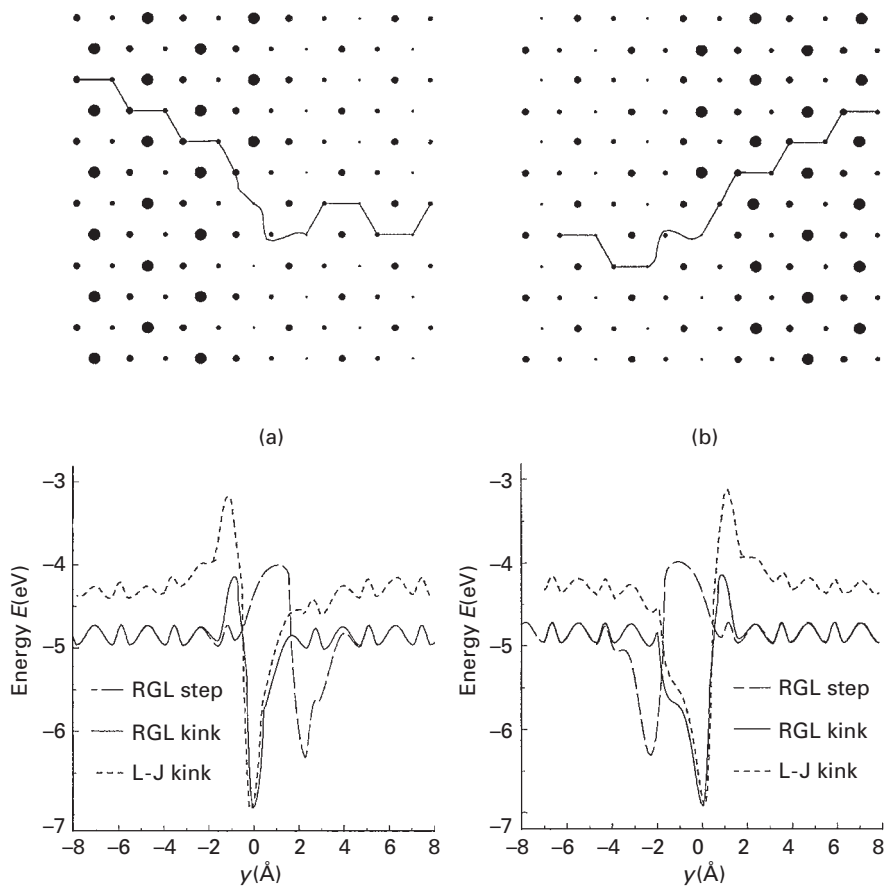 (a)
(b)
−3
−4
−5
−6
−7
Energy E(eV)
RGL step
RGL kink
L-J kink
−8 −6 −4 −2 0 2 4 6 8
y(Å)
−3
−4
−5
−6
−7
Energy E(eV)
RGL step
RGL kink
L-J kink
−8 −6 −4 −2 0 2 4 6 8
y(Å)